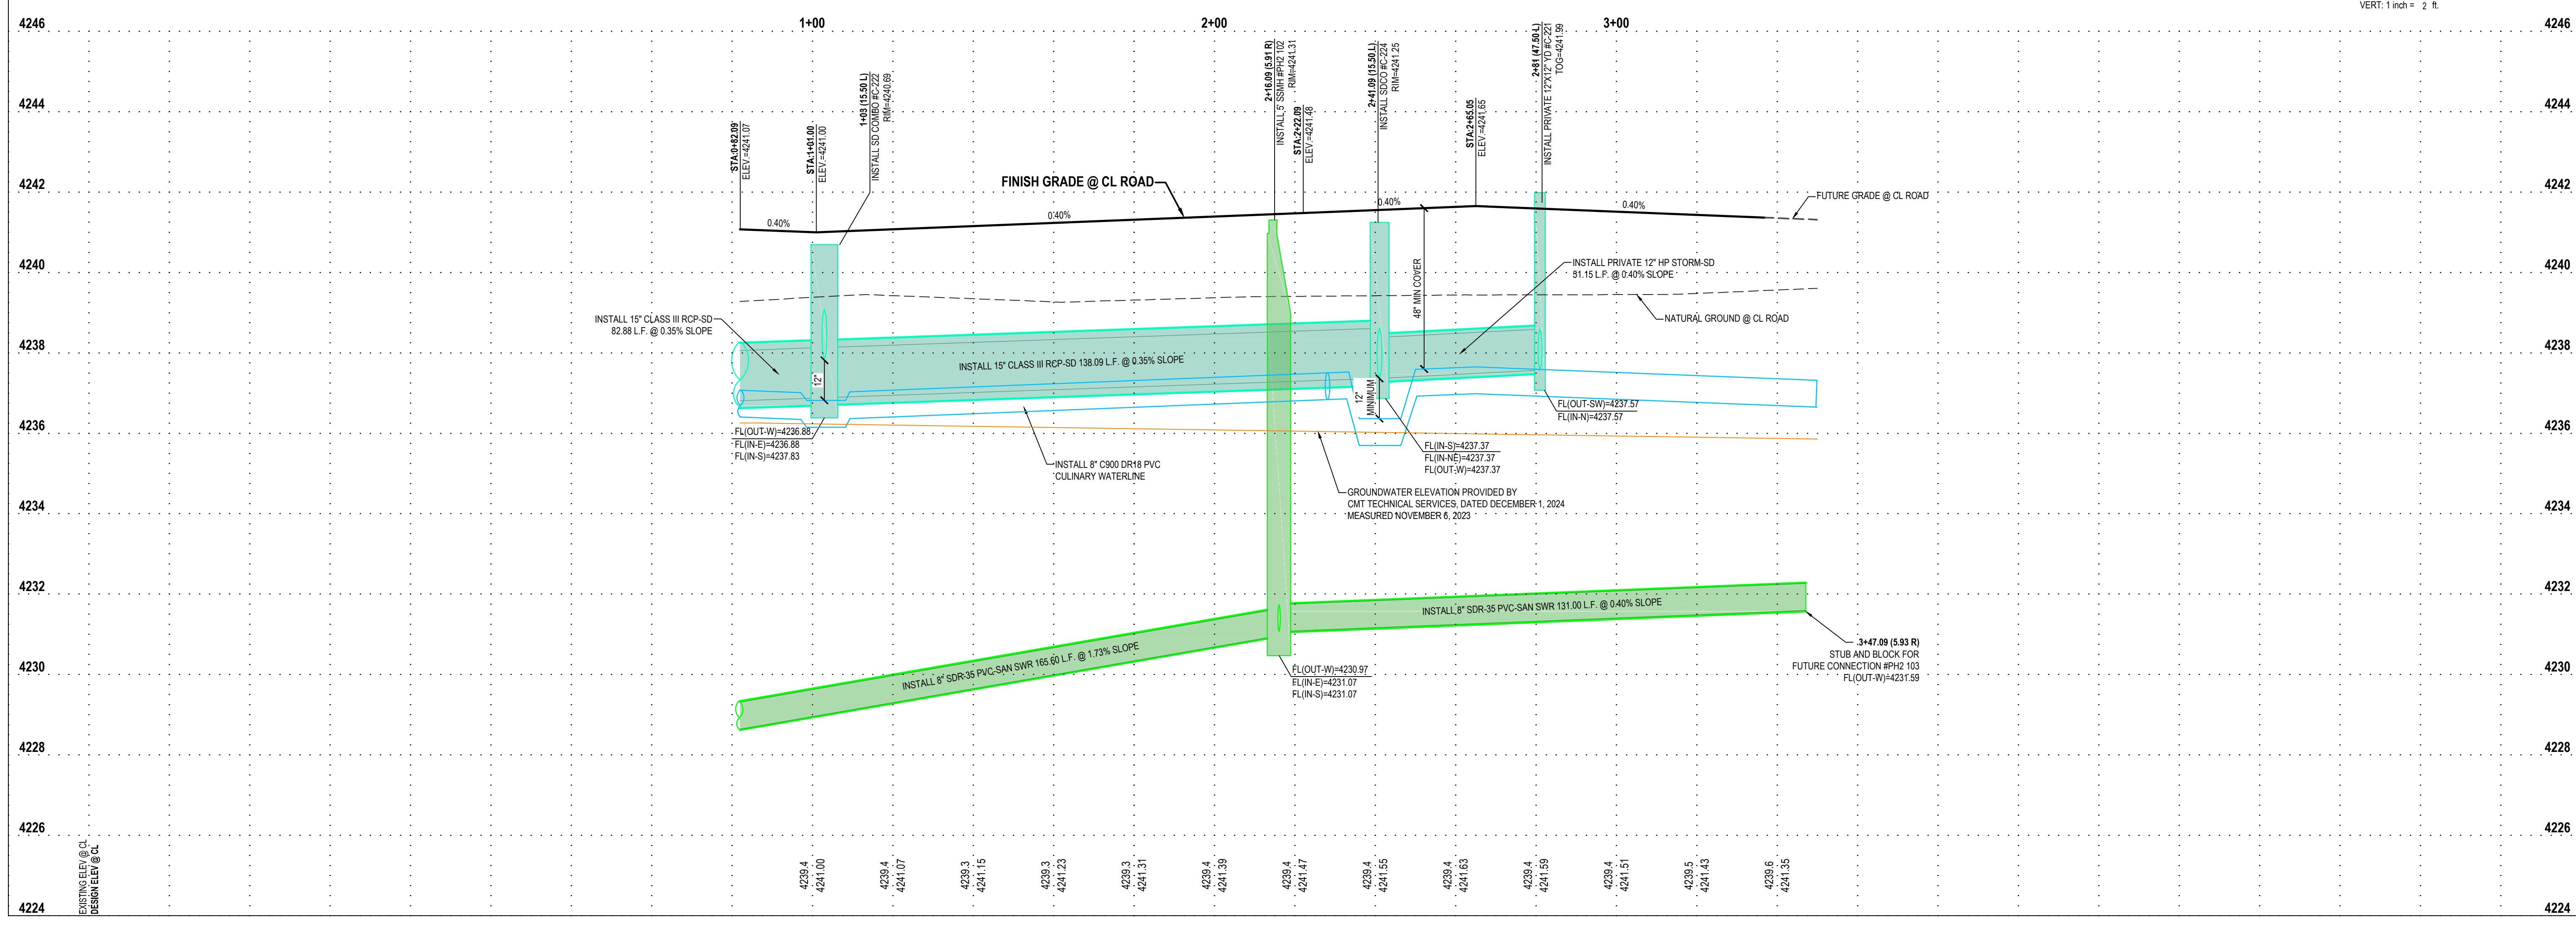 VERT: 1 inch = 2 ft.
4246
1+00
2+00
3+00
4246
4244
4244
4242
4242
4240
4240
4238
4238
4236
4236
4234
4234
4232
4232
4230
4230
4228
4228
4226
4226
4224
4224
STA:0+82.09
ELEV.=4241.07
STA:1+01.00
ELEV.=4241.00
1+03 (15.50 L)
INSTALL SD COMBO #C-222
RIM=4240.69
2+16.09 (5.91 R)
INSTALL 5' SSMH #PH2 102
RIM=4241.31
STA:2+22.09
ELEV.=4241.48
2+41.09 (15.50 L)
INSTALL SDCO #C-224
RIM=4241.25
STA:2+65.05
ELEV.=4241.65
2+81 (47.50 L)
INSTALL PRIVATE 12"X12" YD #C-221
TOG=4241.99
FINISH GRADE @ CL ROAD
0.40%
0.40%
0.40%
0.40%
FUTURE GRADE @ CL ROAD
48" MIN COVER
INSTALL PRIVATE 12" HP STORM-SD
51.15 L.F. @ 0.40% SLOPE
NATURAL GROUND @ CL ROAD
INSTALL 15" CLASS III RCP-SD
82.88 L.F. @ 0.35% SLOPE
INSTALL 15" CLASS III RCP-SD 138.09 L.F. @ 0.35% SLOPE
12"
12"
MINIMUM
FL(OUT-W)=4236.88
FL(IN-E)=4236.88
FL(IN-S)=4237.83
FL(OUT-SW)=4237.57
FL(IN-N)=4237.57
FL(IN-S)=4237.37
FL(IN-NE)=4237.37
FL(OUT-W)=4237.37
INSTALL 8" C900 DR18 PVC
CULINARY WATERLINE
GROUNDWATER ELEVATION PROVIDED BY
CMT TECHNICAL SERVICES, DATED DECEMBER 1, 2024
MEASURED NOVEMBER 6, 2023
INSTALL 8" SDR-35 PVC-SAN SWR 131.00 L.F. @ 0.40% SLOPE
INSTALL 8" SDR-35 PVC-SAN SWR 165.60 L.F. @ 1.73% SLOPE
3+47.09 (5.93 R)
STUB AND BLOCK FOR
FUTURE CONNECTION #PH2 103
FL(OUT-W)=4231.59
FL(OUT-W)=4230.97
FL(IN-E)=4231.07
FL(IN-S)=4231.07
EXISTING ELEV @ CL
DESIGN ELEV @ CL
4239.4
4241.00
4239.4
4241.07
4239.3
4241.15
4239.3
4241.23
4239.3
4241.31
4239.4
4241.39
4239.4
4241.47
4239.4
4241.55
4239.4
4241.63
4239.4
4241.59
4239.4
4241.51
4239.5
4241.43
4239.6
4241.35